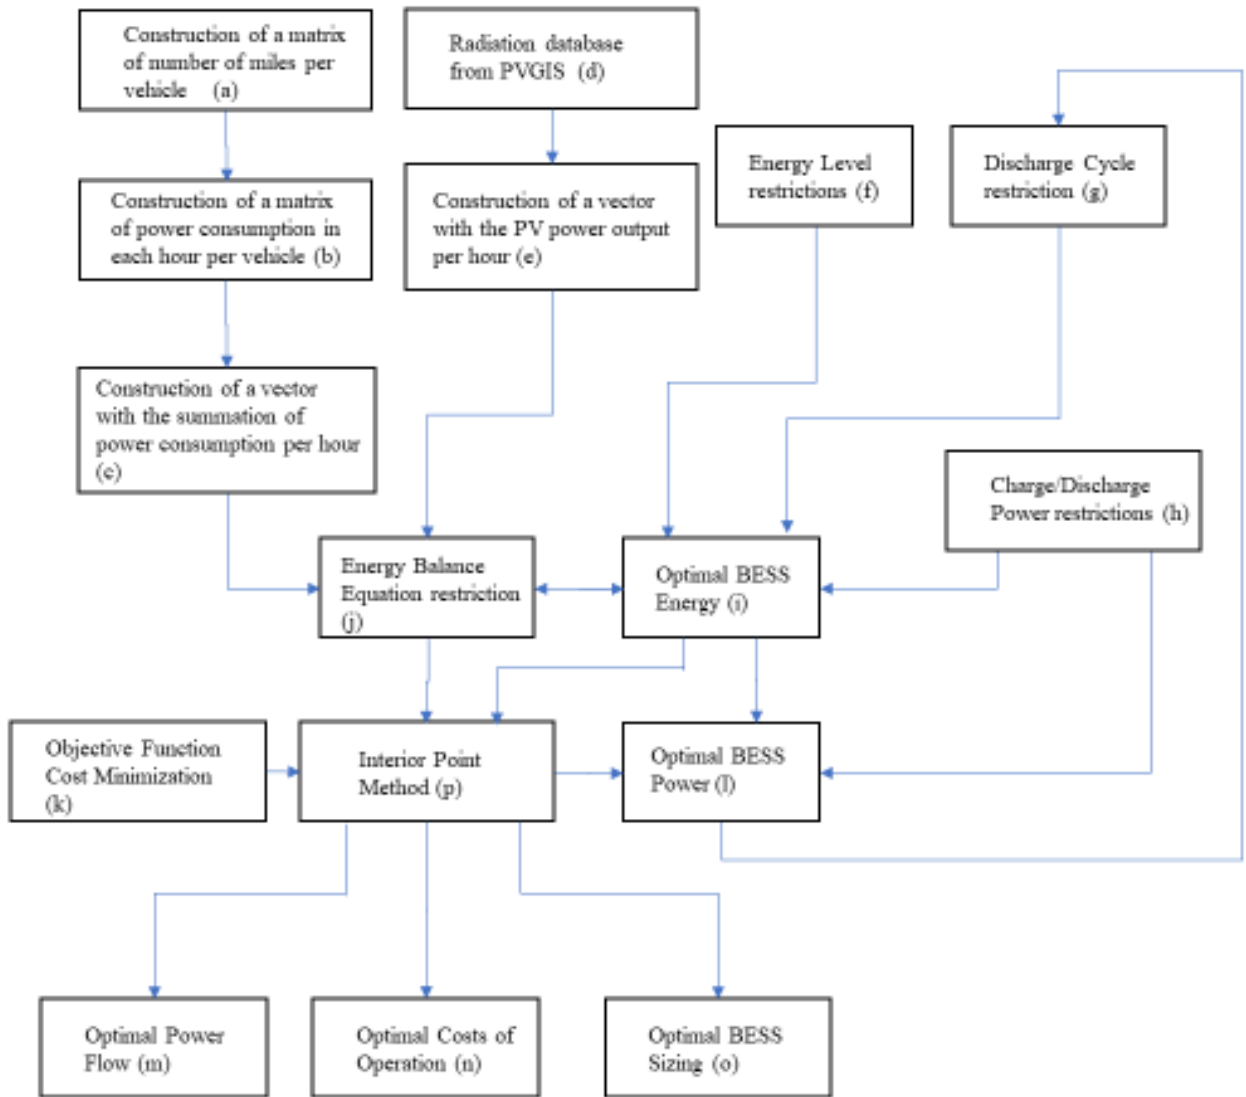 Construction of a matrix
of number of miles per
vehicle (a)
Radiation database
from PVGIS (d)
Energy Level
restrictions (f)
Discharge Cycle
restriction (g)
Construction of a matrix
of power consumption in
each hour per vehicle (b)
Construction of a vector
with the PV power output
per hour (e)
Construction of a vector
with the summation of
power consumption per hour
(c)
Charge/Discharge
Power restrictions (h)
Energy Balance
Equation restriction
(j)
Optimal BESS
Energy (i)
Objective Function
Cost Minimization
(k)
Interior Point
Method (p)
Optimal BESS
Power (l)
Optimal Power
Flow (m)
Optimal Costs of
Operation (n)
Optimal BESS
Sizing (o)